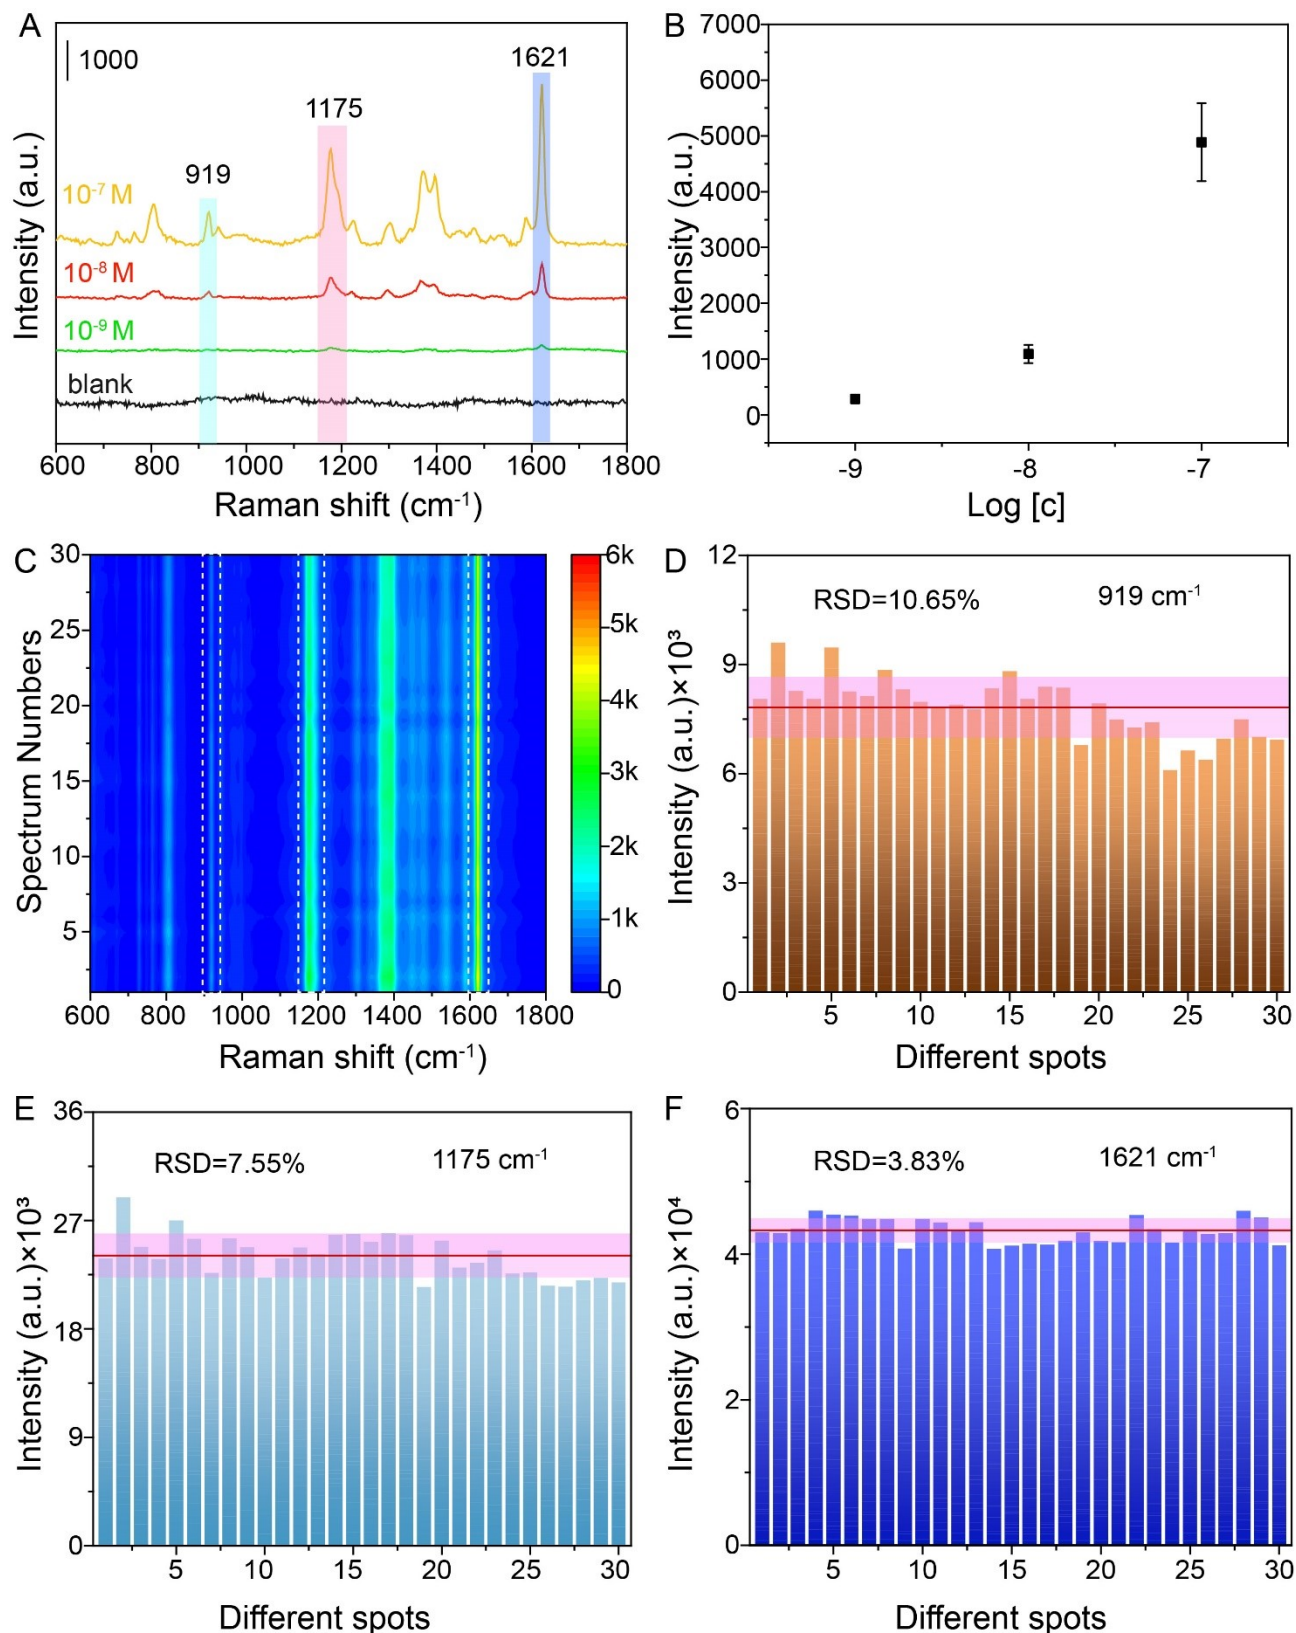 A
1000
919
1175
1621
10⁻⁷ M
10⁻⁸ M
10⁻⁹ M
blank
Intensity (a.u.)
600 800 1000 1200 1400 1600 1800
Raman shift (cm⁻¹)
B
7000
6000
5000
4000
3000
2000
1000
0
Intensity (a.u.)
-9 -8 -7
Log [c]
C
30
25
20
15
10
5
Spectrum Numbers
600 800 1000 1200 1400 1600 1800
Raman shift (cm⁻¹)
6k
5k
4k
3k
2k
1k
0
D
12
9
6
3
0
Intensity (a.u.)×10³
RSD=10.65% 919 cm⁻¹
5 10 15 20 25 30
Different spots
E
36
27
18
9
0
Intensity (a.u.)×10³
RSD=7.55% 1175 cm⁻¹
5 10 15 20 25 30
Different spots
F
6
4
2
0
Intensity (a.u.)×10⁴
RSD=3.83% 1621 cm⁻¹
5 10 15 20 25 30
Different spots